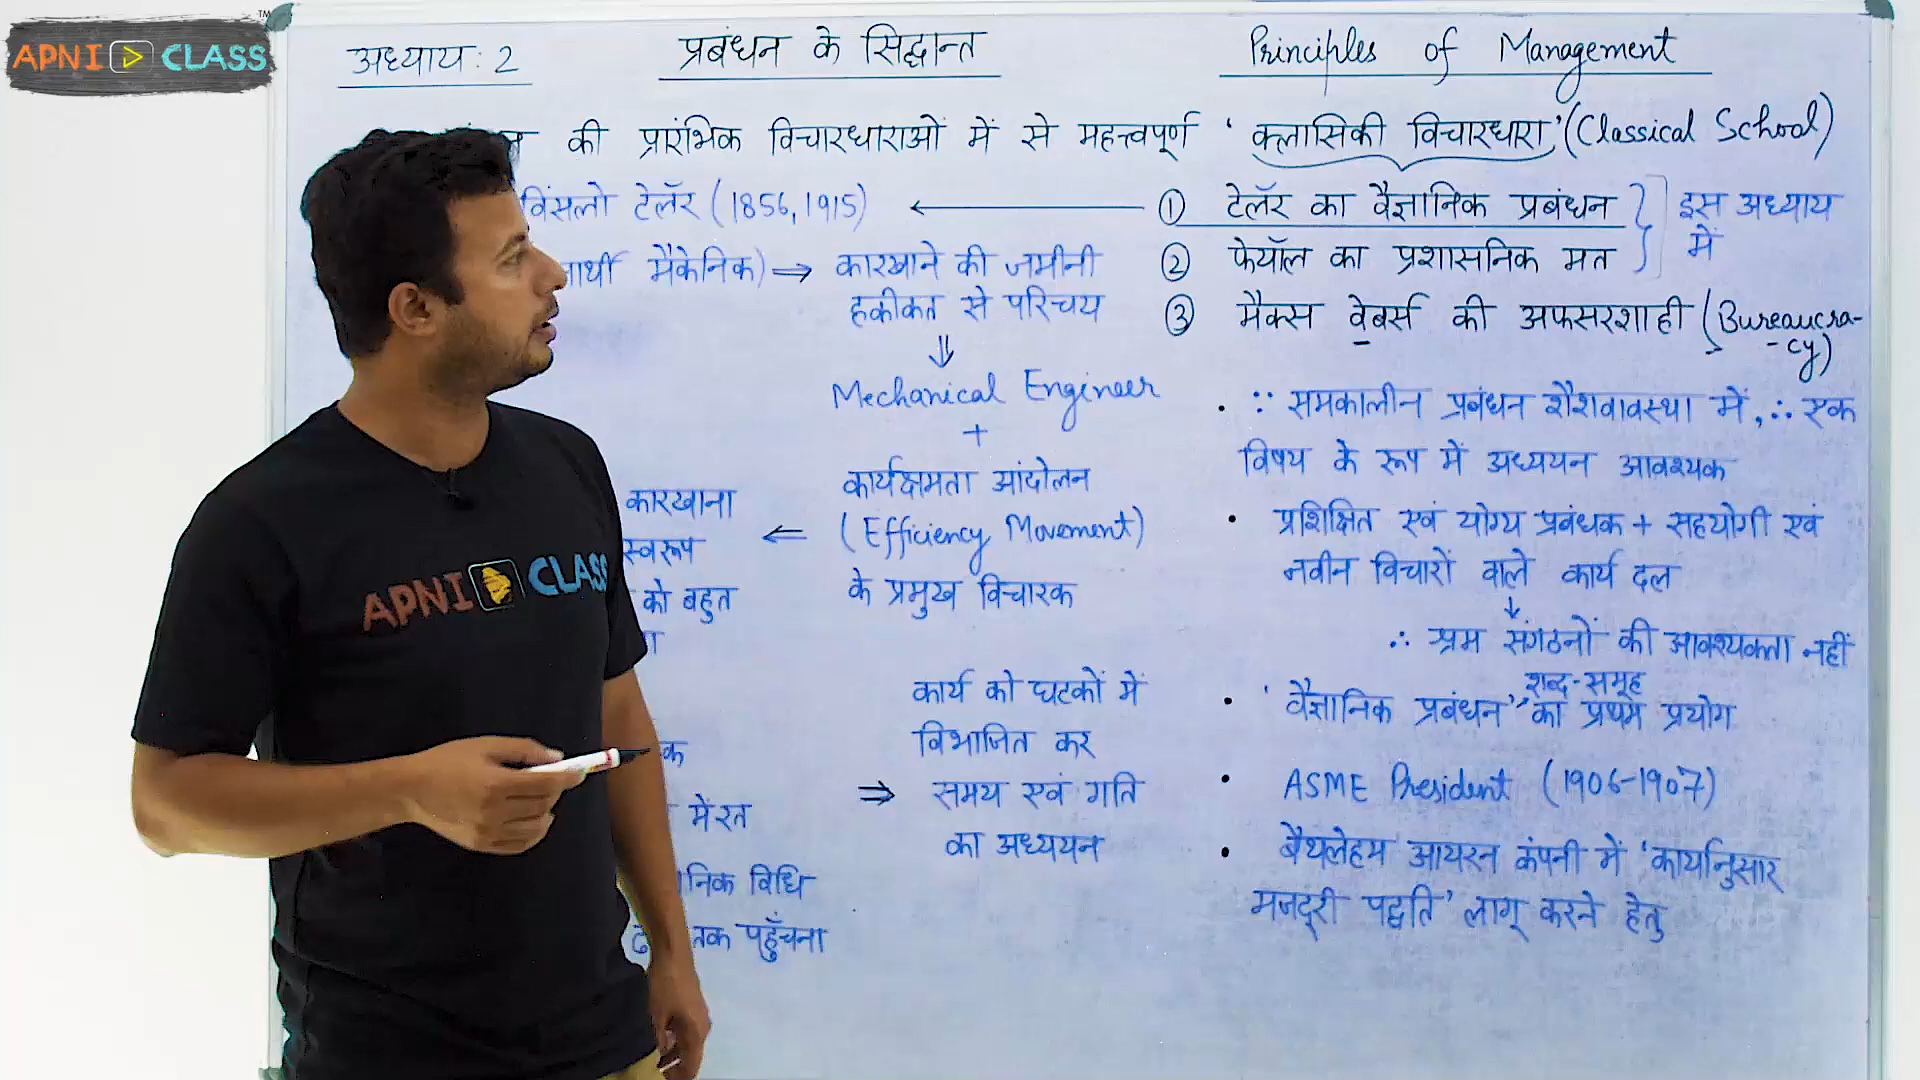 APNI CLASS
TM
अध्याय : 2
प्रबंधन के सिद्धान्त
Principles of Management
की प्रारंभिक विचारधाराओं में से महत्त्वपूर्ण ' क्लासिकी विचारधारा' (Classical School)
विंसलो टेलॅर (1856,1915) ← ① टेलॅर का वैज्ञानिक प्रबंधन
② फेयॉल का प्रशासनिक मत
इस अध्याय
में
③ मैक्स वेबर्स की अफसरशाही (Bureaucra-
-cy)
मैकेनिक) ⇒ कारखाने की जमीनी
हकीकत से परिचय
⇓
Mechanical Engineer
+
कार्यक्षमता आंदोलन
(Efficiency Movement)
के प्रमुख विचारक
⇐
कारखाना
स्वरूप
को बहुत
कार्य को घटकों में
विभाजित कर
⇒ समय एवं गति
का अध्ययन
में रत
विधि
तक पहुँचना
• ∵ समकालीन प्रबंधन शैशवावस्था में, ∴ एक
विषय के रूप में अध्ययन आवश्यक
• प्रशिक्षित एवं योग्य प्रबंधक + सहयोगी एवं
नवीन विचारों वाले कार्य दल
↓
∴ श्रम संगठनों की आवश्यकता नहीं
शब्द-समूह
• ' वैज्ञानिक प्रबंधन' का प्रथम प्रयोग
• ASME President (1906-1907)
• बैथलेहम आयरन कंपनी में 'कार्यानुसार
मजदूरी पद्धति' लागू करने हेतु
APNI CLASS